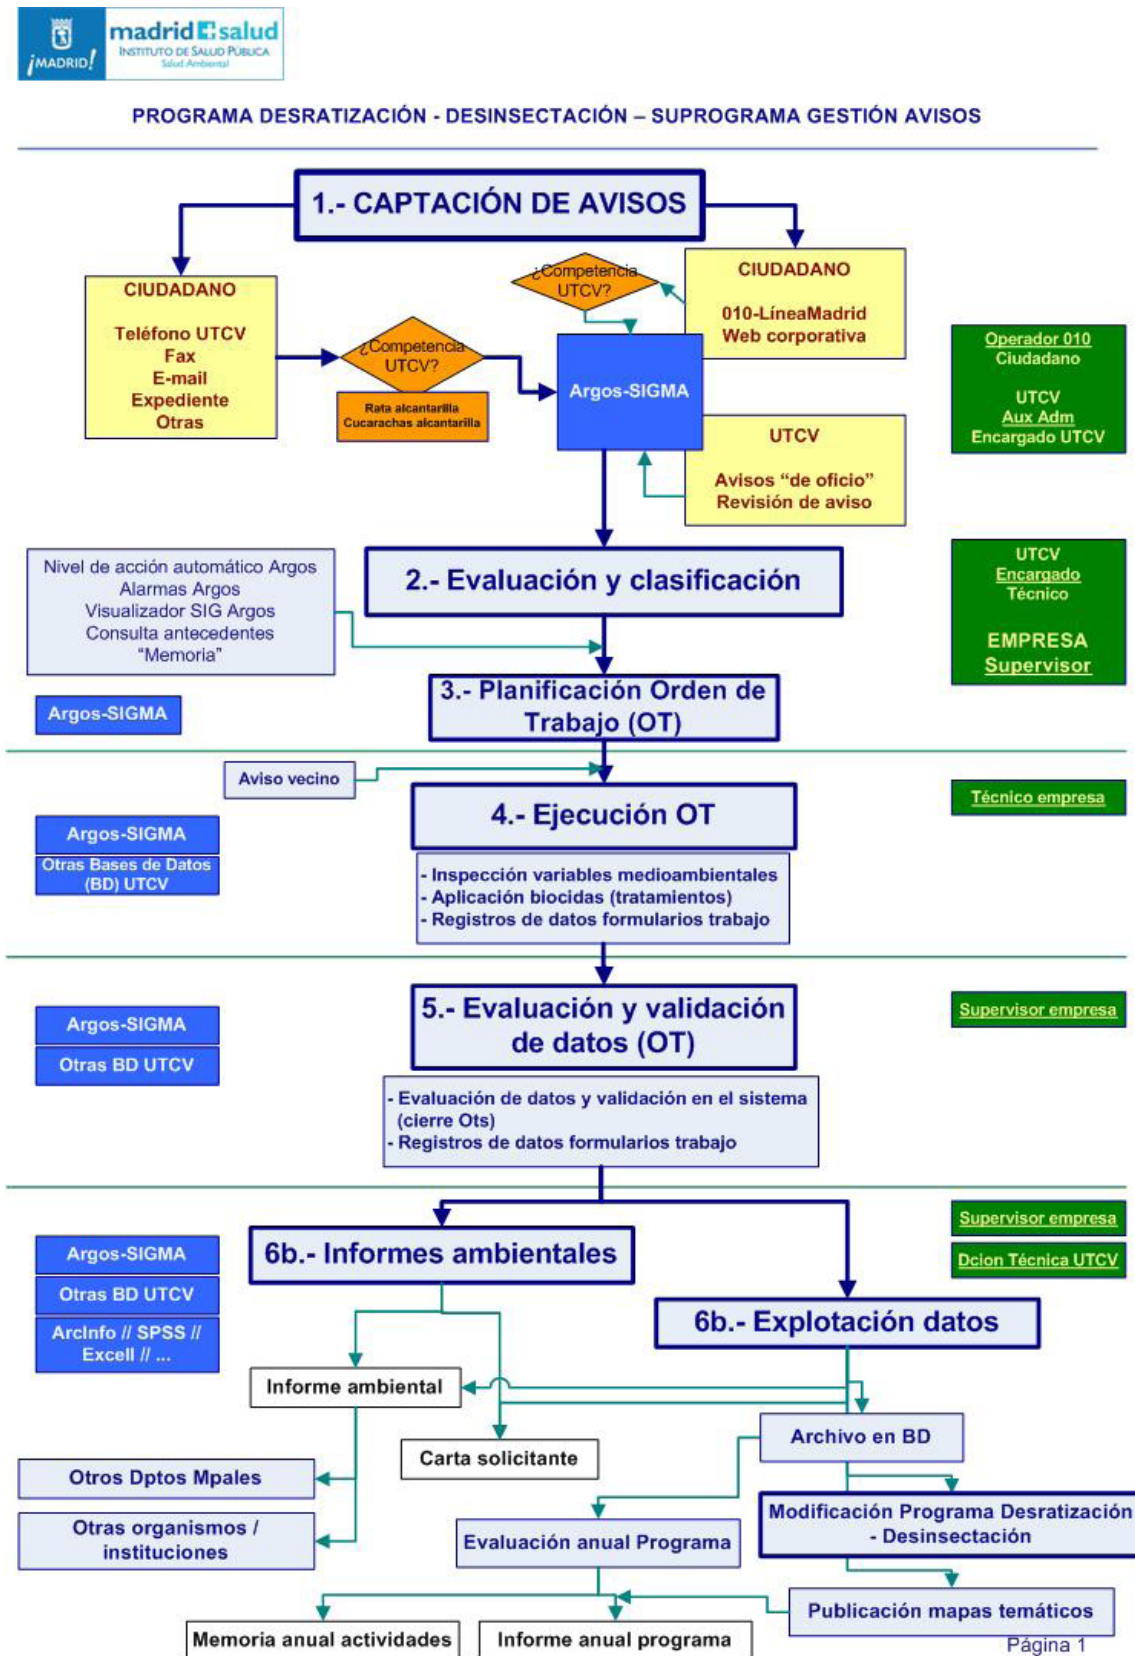 ¡MADRID!
madrid salud
INSTITUTO DE SALUD PÚBLICA
Salud Ambiental
PROGRAMA DESRATIZACIÓN - DESINSECTACIÓN – SUPROGRAMA GESTIÓN AVISOS
1.- CAPTACIÓN DE AVISOS
CIUDADANO
Teléfono UTCV
Fax
E-mail
Expediente
Otras
¿Competencia
UTCV?
Rata alcantarilla
Cucarachas alcantarilla
¿Competencia
UTCV?
Argos-SIGMA
CIUDADANO
010-LíneaMadrid
Web corporativa
UTCV
Avisos “de oficio”
Revisión de aviso
Operador 010
Ciudadano
UTCV
Aux Adm
Encargado UTCV
2.- Evaluación y clasificación
Nivel de acción automático Argos
Alarmas Argos
Visualizador SIG Argos
Consulta antecedentes
“Memoria”
UTCV
Encargado
Técnico
EMPRESA
Supervisor
3.- Planificación Orden de
Trabajo (OT)
Argos-SIGMA
Aviso vecino
4.- Ejecución OT
Técnico empresa
Argos-SIGMA
Otras Bases de Datos
(BD) UTCV
- Inspección variables medioambientales
- Aplicación biocidas (tratamientos)
- Registros de datos formularios trabajo
5.- Evaluación y validación
de datos (OT)
Argos-SIGMA
Otras BD UTCV
Supervisor empresa
- Evaluación de datos y validación en el sistema
(cierre Ots)
- Registros de datos formularios trabajo
Supervisor empresa
Dcion Técnica UTCV
6b.- Informes ambientales
Argos-SIGMA
Otras BD UTCV
ArcInfo // SPSS //
Excell // ...
6b.- Explotación datos
Informe ambiental
Archivo en BD
Carta solicitante
Otros Dptos Mpales
Otras organismos /
instituciones
Evaluación anual Programa
Modificación Programa Desratización
- Desinsectación
Publicación mapas temáticos
Memoria anual actividades
Informe anual programa
Página 1